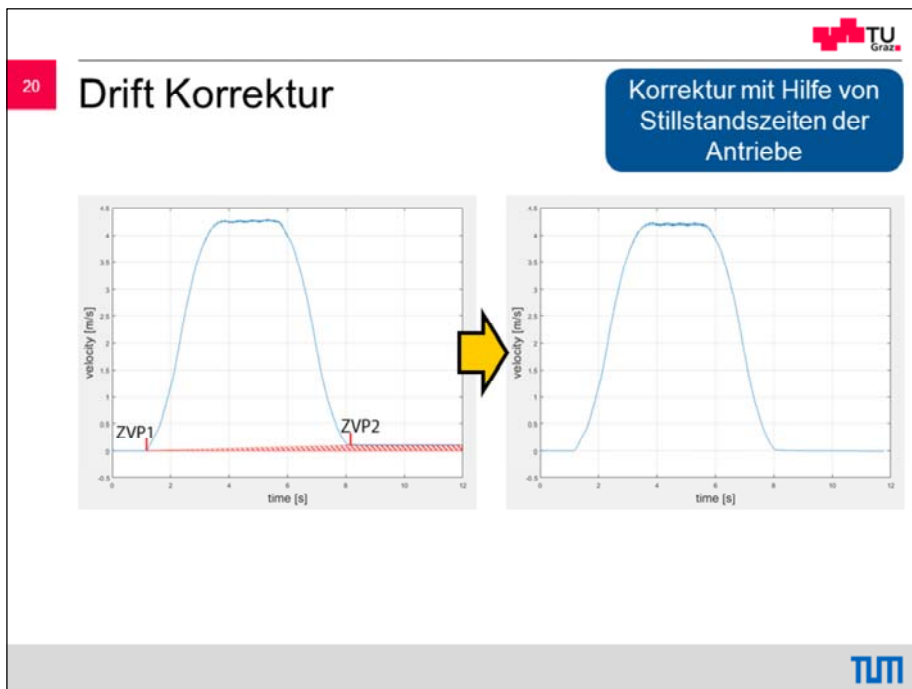 TU
Graz
20
Drift Korrektur
Korrektur mit Hilfe von
Stillstandszeiten der
Antriebe
4.5
4
3.5
3
2.5
2
1.5
1
0.5
0
-0.5
velocity [m/s]
ZVP1
ZVP2
0 2 4 6 8 10 12
time [s]
4.5
4
3.5
3
2.5
2
1.5
1
0.5
0
-0.5
velocity [m/s]
0 2 4 6 8 10 12
time [s]
TUM